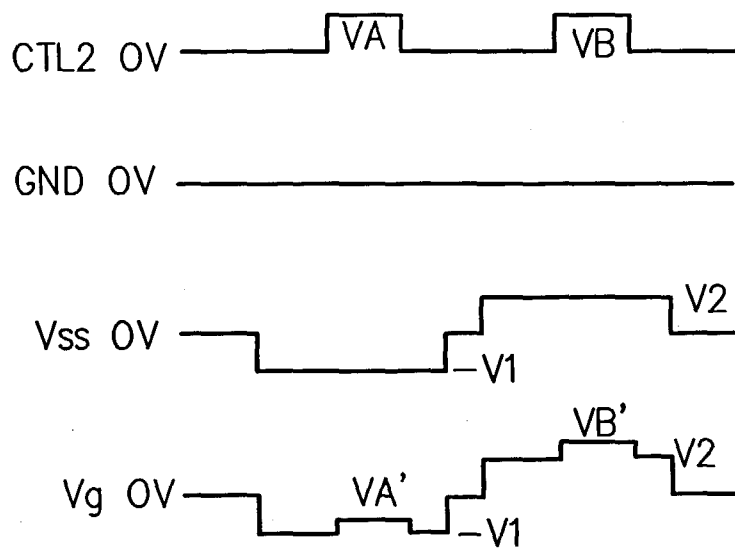 CTL2 0V VA VB
GND 0V
Vss 0V -V1 V2
VB'
Vg 0V VA' -V1 V2